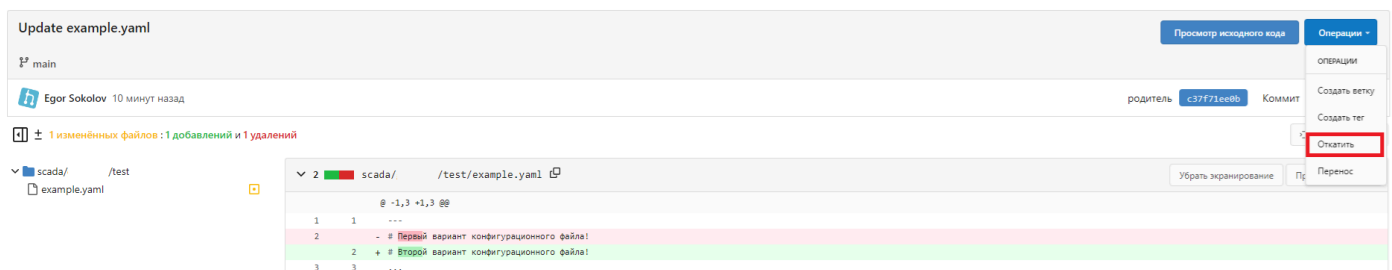 Update example.yaml
Просмотр исходного кода Операции
main
ОПЕРАЦИИ
Egor Sokolov 10 минут назад родитель c37f71ee0b Коммит Создать ветку
Создать тег
± 1 изменённых файлов : 1 добавлений и 1 удалений
Откатить
scada/ /test 2 scada/ /test/example.yaml Убрать экранирование Перенос
example.yaml
@ -1,3 +1,3 @@
1 1 ---
2 - # Первый вариант конфигурационного файла!
2 + # Второй вариант конфигурационного файла!
3 3 ---